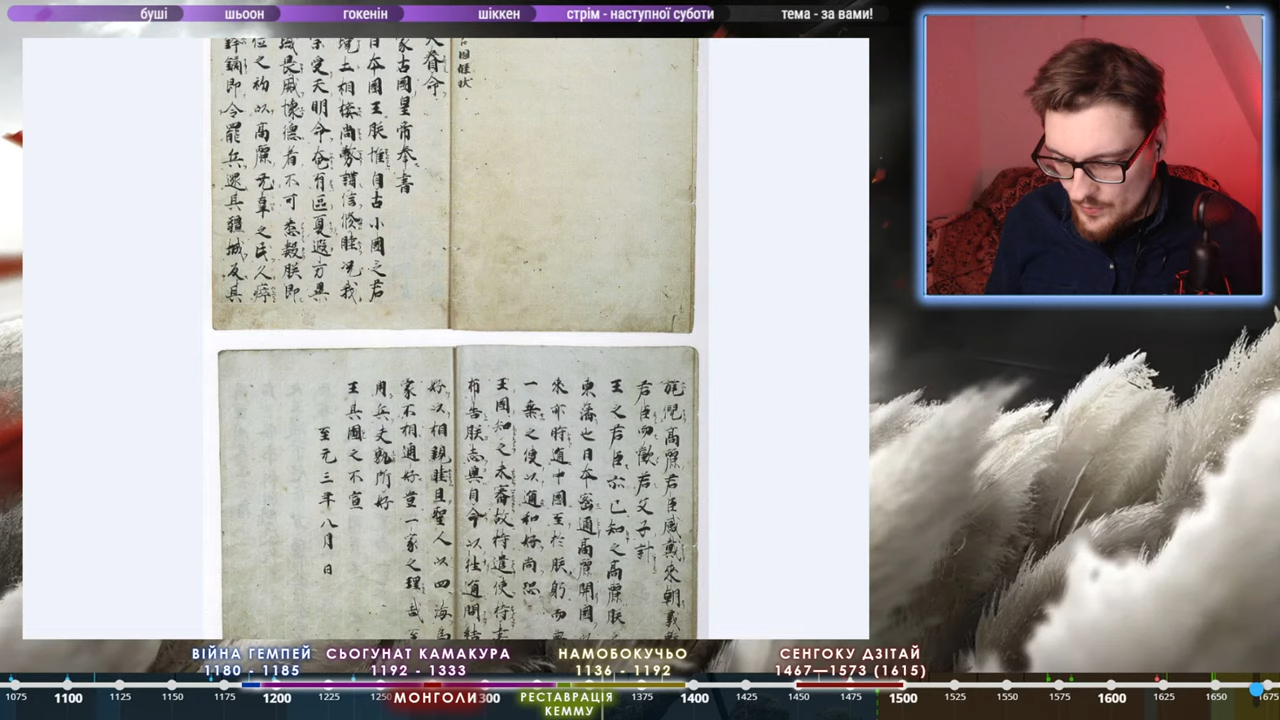 буші
шьоон
гокенін
шіккен
стрім - наступної суботи
тема - за вами!
古国牒状
天眷命
蒙古國皇帝奉書
日本國王朕惟自古小國之君
境土相接尚務講信修睦況我
宗受天明命奄有區夏遐方異
域畏威懷德者不可悉數朕即
位之初以高麗无辜之民久瘁
鋒鏑即令罷兵還其疆城反其
旄倪高麗君臣感戴來朝義雖
君臣而歡若父子計
王之君臣亦已知之高麗朕之
東藩也日本密邇高麗開國以
來亦時通中國至於朕躬而無
一乗之使以通和好尚恐
王國知之未審故特遣使持書
布告朕志冀自今以往通問結
好以相親睦且聖人以四海為
家不相通好豈一家之理哉至
用兵夫孰所好
王其圖之不宣
至元三年八月 日
ВІЙНА ГЕМПЕЙ
1180 - 1185
СЬОГУНАТ КАМАКУРА
1192 - 1333
НАМОБОКУЧЬО
1136 - 1192
СЕНГОКУ ДЗІТАЙ
1467—1573 (1615)
1075 1100 1125 1150 1175 1200 1225 1250 МОНГОЛИ 300 РЕСТАВРАЦІЯ КЕММУ 1375 1400 1425 1450 1475 1500 1525 1550 1575 1600 1625 1650 1675